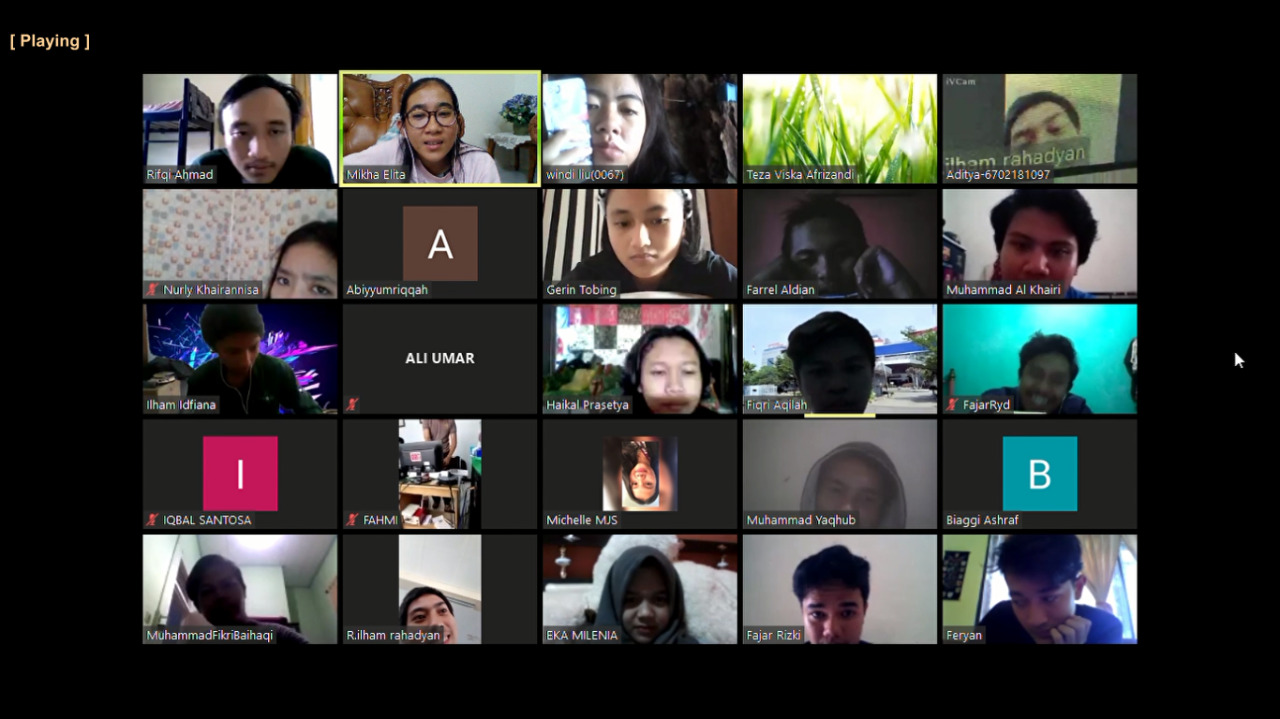 [ Playing ]
Rifqi Ahmad
Mikha Elita
windi liu(0067)
Teza Viska Afrizandi
iVCam
ilham rahadyan
Aditya-6702181097
Nurly Khairannisa
A
Abiyyumriqqah
Gerin Tobing
Farrel Aldian
Muhammad Al Khairi
Ilham Idfiana
ALI UMAR
Haikal Prasetya
Fiqri Aqilah
FajarRyd
I
IQBAL SANTOSA
FAHMI
Michelle MJS
Muhammad Yaqhub
B
Biaggi Ashraf
MuhammadFikriBaihaqi
R.ilham rahadyan
EKA MILENIA
Fajar Rizki
Feryan